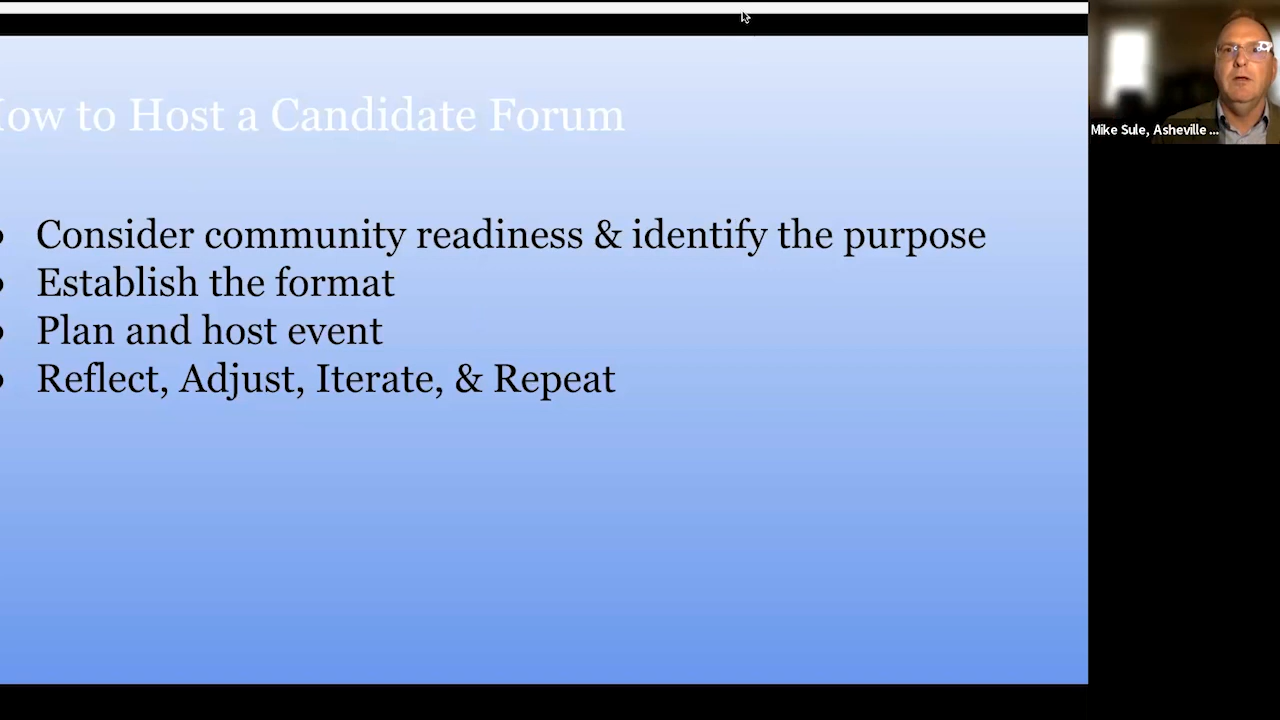 ow to Host a Candidate Forum
• Consider community readiness & identify the purpose
• Establish the format
• Plan and host event
• Reflect, Adjust, Iterate, & Repeat
Mike Sule, Asheville ...